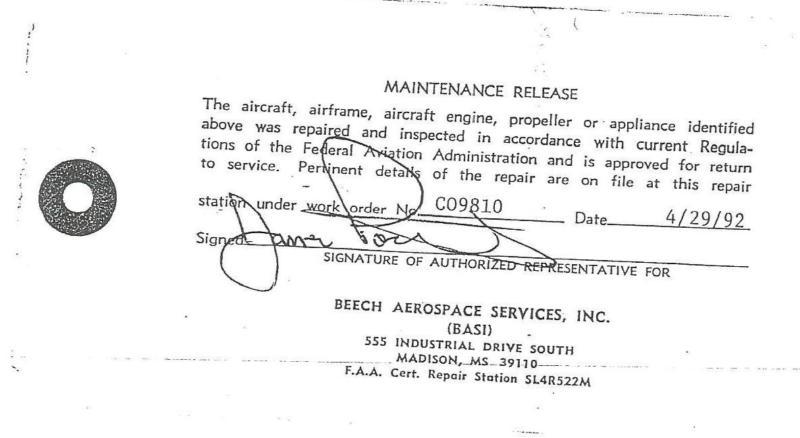 MAINTENANCE RELEASE
The aircraft, airframe, aircraft engine, propeller or appliance identified
above was repaired and inspected in accordance with current Regula-
tions of the Federal Aviation Administration and is approved for return
to service. Pertinent details of the repair are on file at this repair
station under work order No. CO9810 Date 4/29/92
Signed
SIGNATURE OF AUTHORIZED REPRESENTATIVE FOR
BEECH AEROSPACE SERVICES, INC.
(BASI)
555 INDUSTRIAL DRIVE SOUTH
MADISON, MS 39110
F.A.A. Cert. Repair Station SL4R522M